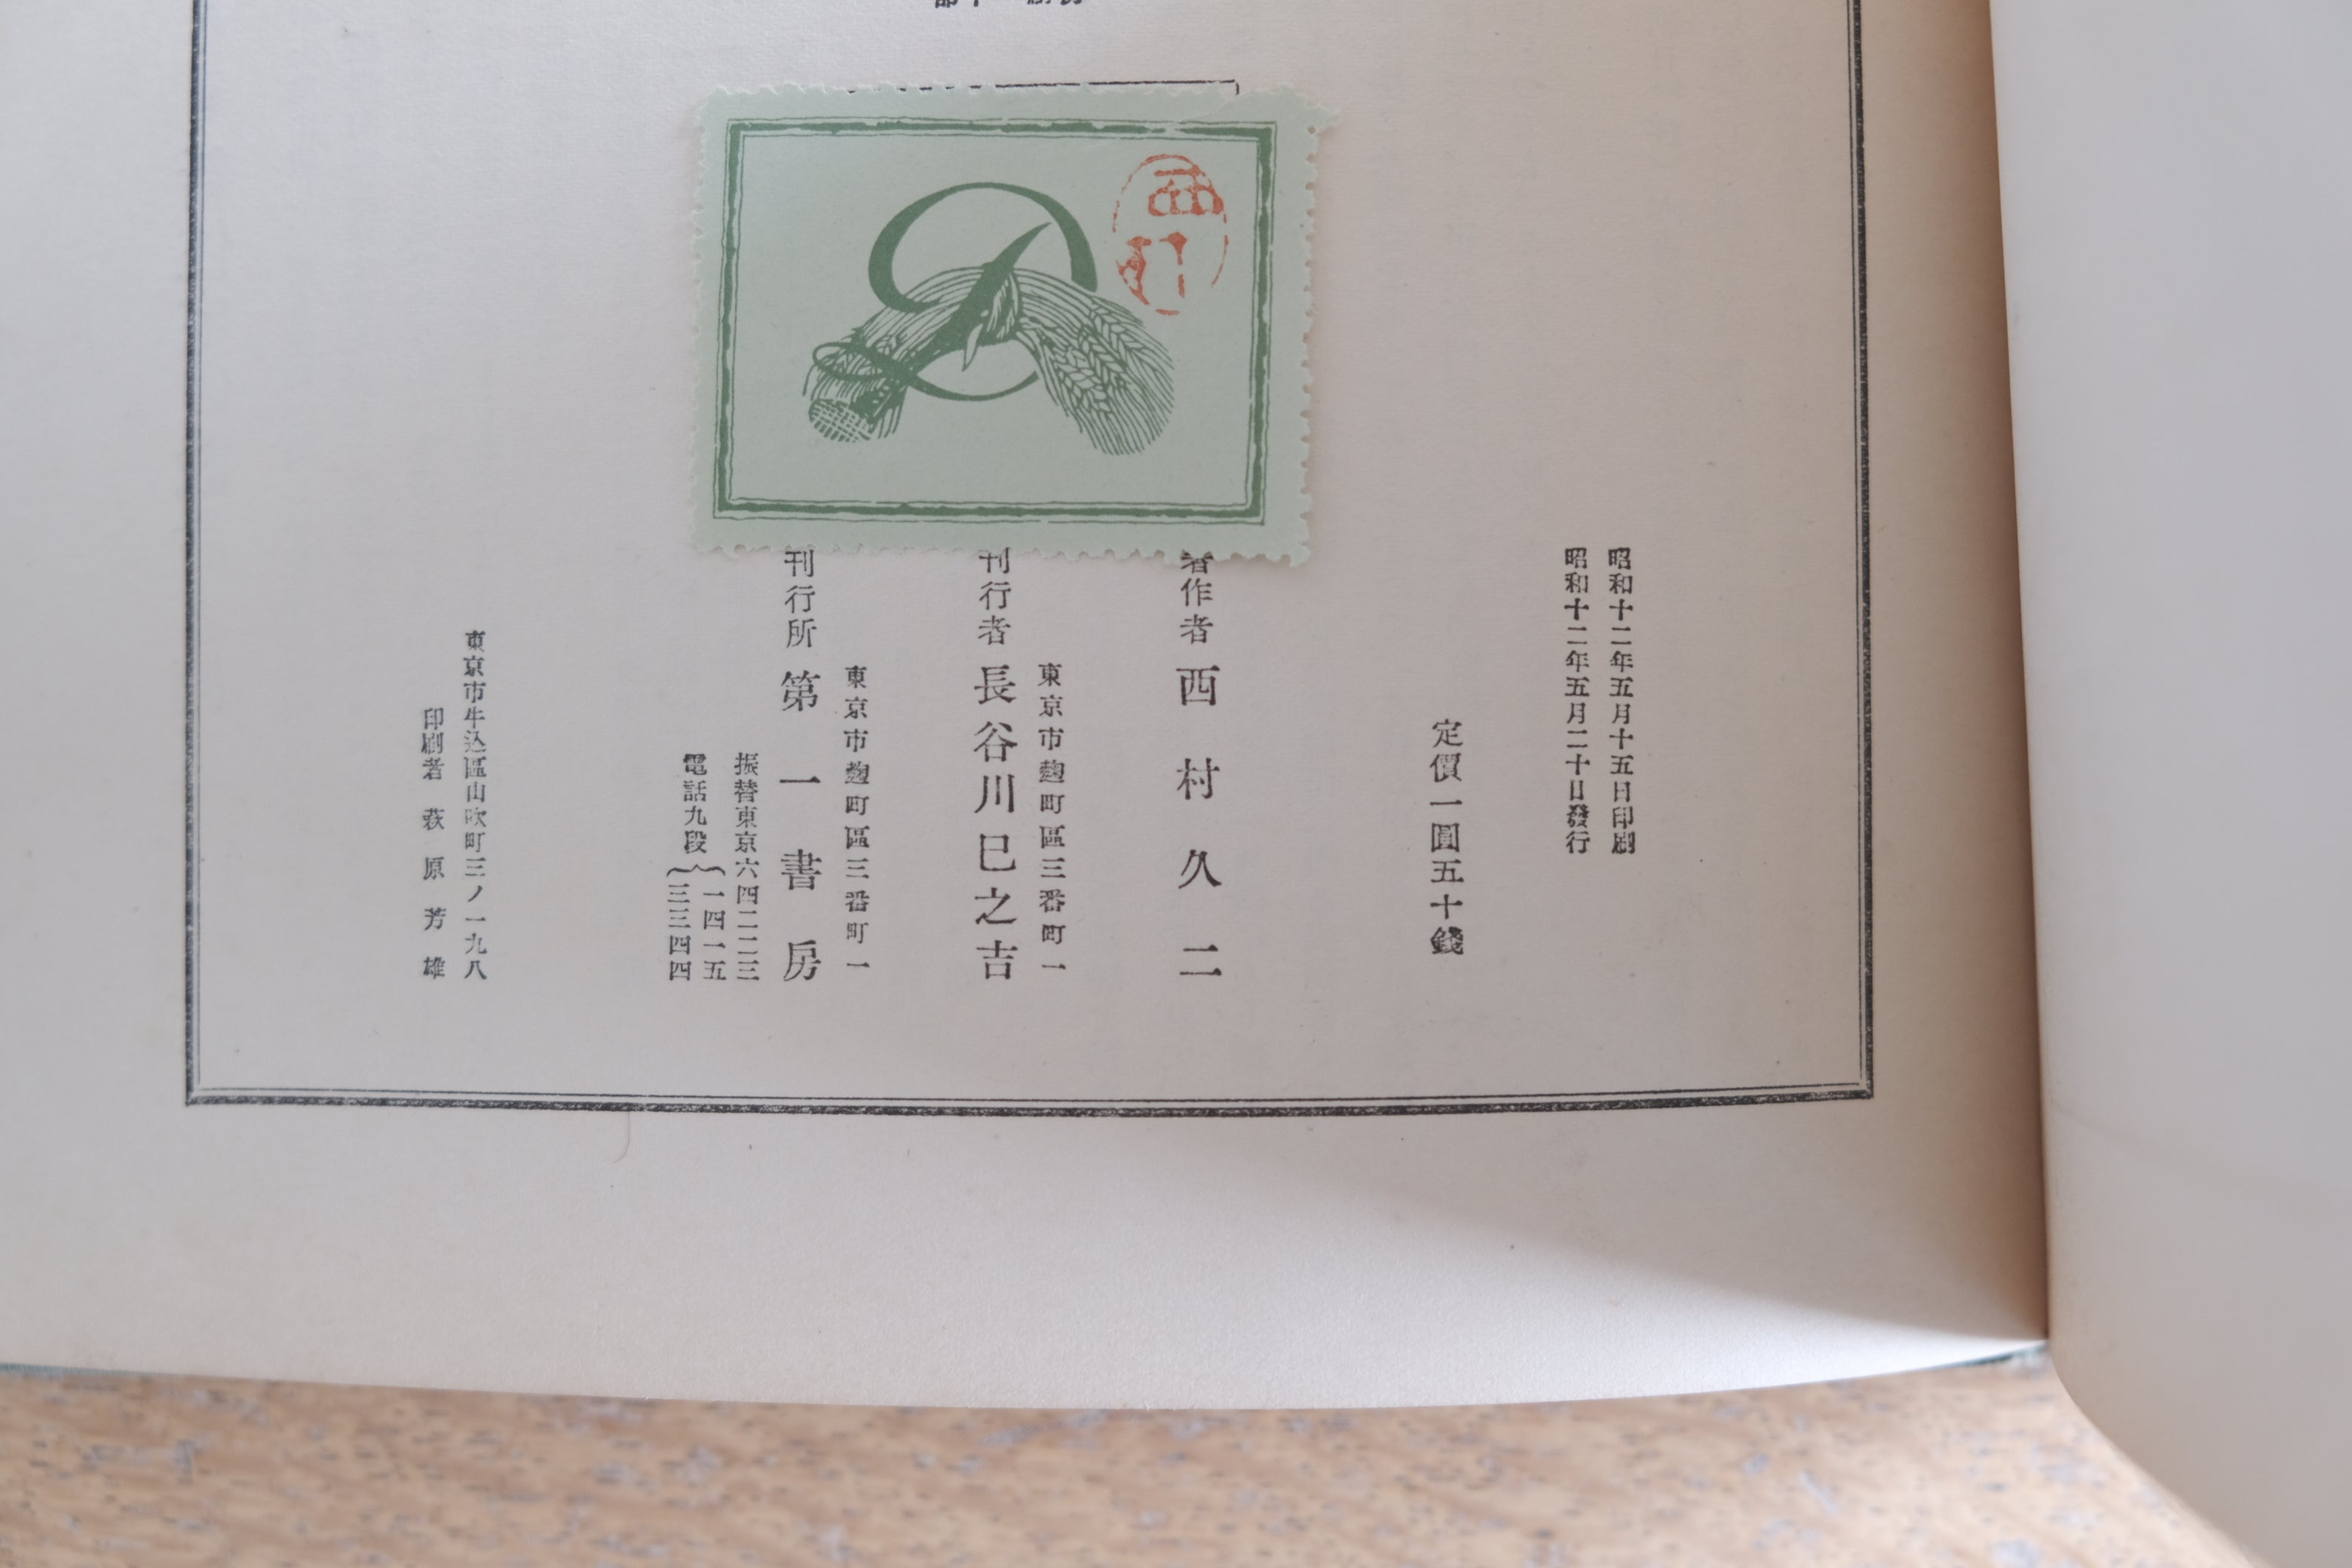 昭和十二年五月十五日印刷
昭和十二年五月二十日發行
定價一圓五十錢
著作者 西村久二
東京市麴町區三番町一
刊行者 長谷川巳之吉
東京市麴町區三番町一
刊行所 第一書房
振替東京六四二二三
電話九段 一四一五
三三四四
東京市牛込區山吹町三ノ一九八
印刷者 萩原芳雄